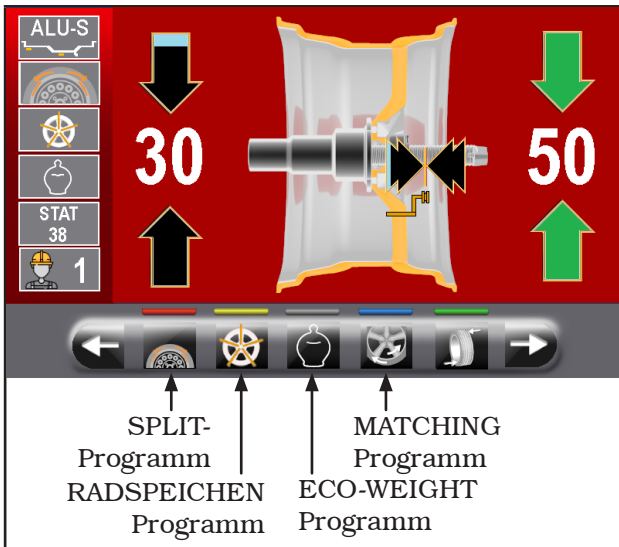 ALU-S
30
50
STAT
38
1
SPLIT-
Programm
RADSPEICHEN
Programm
MATCHING
Programm
ECO-WEIGHT
Programm